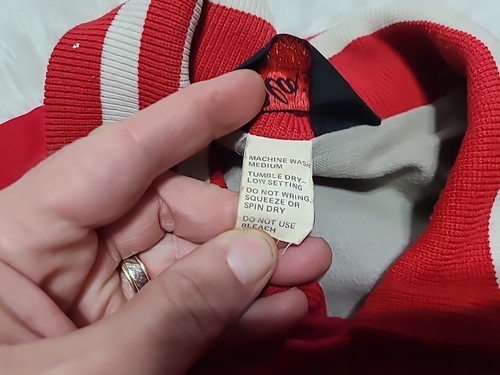 MACHINE WASH
MEDIUM
TUMBLE DRY–
LOW SETTING
DO NOT WRING,
SQUEEZE OR
SPIN DRY
DO NOT USE
BLEACH